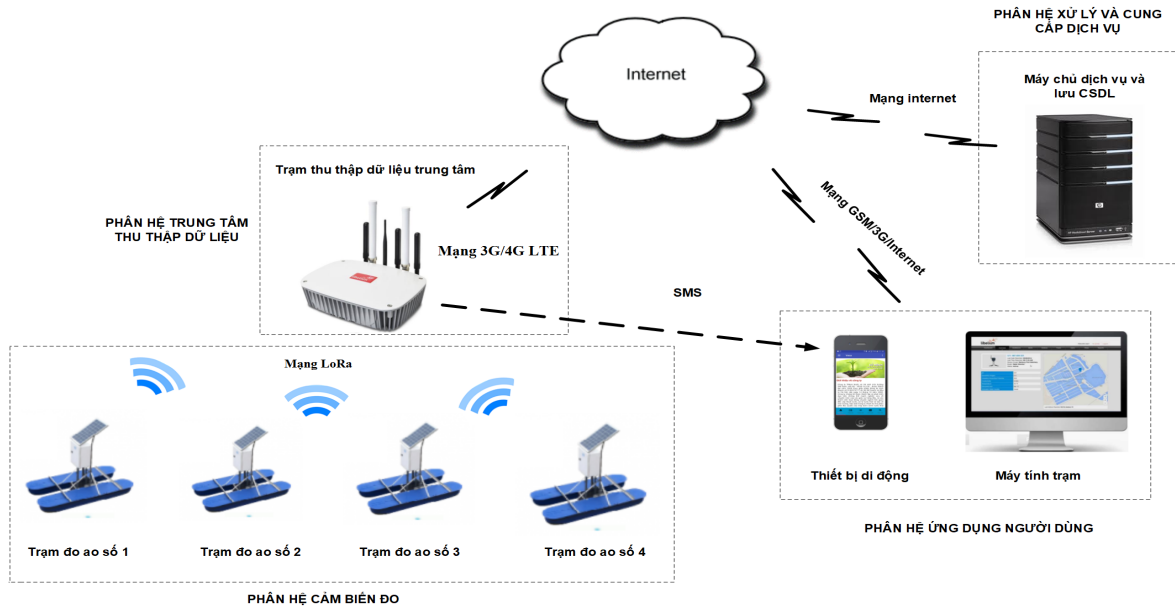 PHÂN HỆ XỬ LÝ VÀ CUNG
CẤP DỊCH VỤ
Internet
Máy chủ dịch vụ và
lưu CSDL
Mạng internet
Trạm thu thập dữ liệu trung tâm
PHÂN HỆ TRUNG TÂM
THU THẬP DỮ LIỆU
Mạng 3G/4G LTE
Mạng GSM/3G/Internet
SMS
Mạng LoRa
Thiết bị di động
Máy tính trạm
PHÂN HỆ ỨNG DỤNG NGƯỜI DÙNG
Trạm đo ao số 1
Trạm đo ao số 2
Trạm đo ao số 3
Trạm đo ao số 4
PHÂN HỆ CẢM BIẾN ĐO